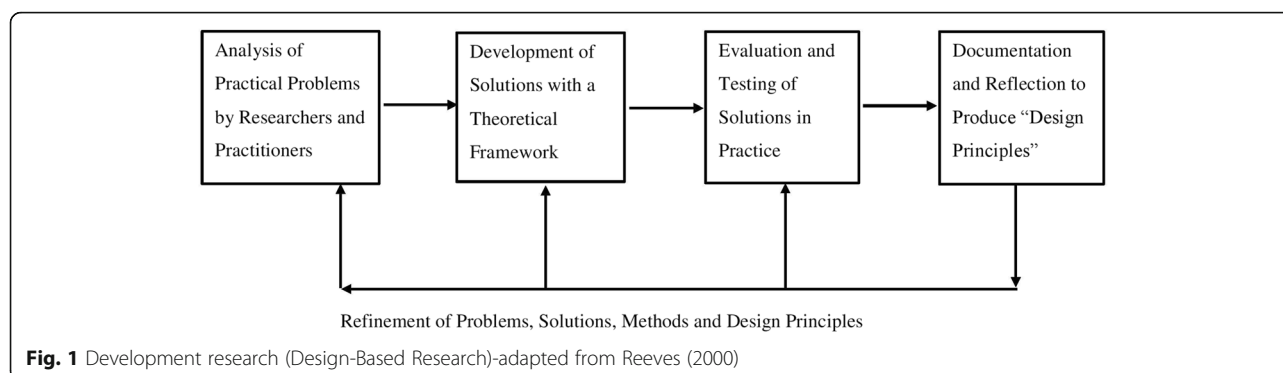 Analysis of
Practical Problems
by Researchers and
Practitioners
Development of
Solutions with a
Theoretical
Framework
Evaluation and
Testing of
Solutions in
Practice
Documentation
and Reflection to
Produce “Design
Principles”
Refinement of Problems, Solutions, Methods and Design Principles
Fig. 1 Development research (Design-Based Research)-adapted from Reeves (2000)